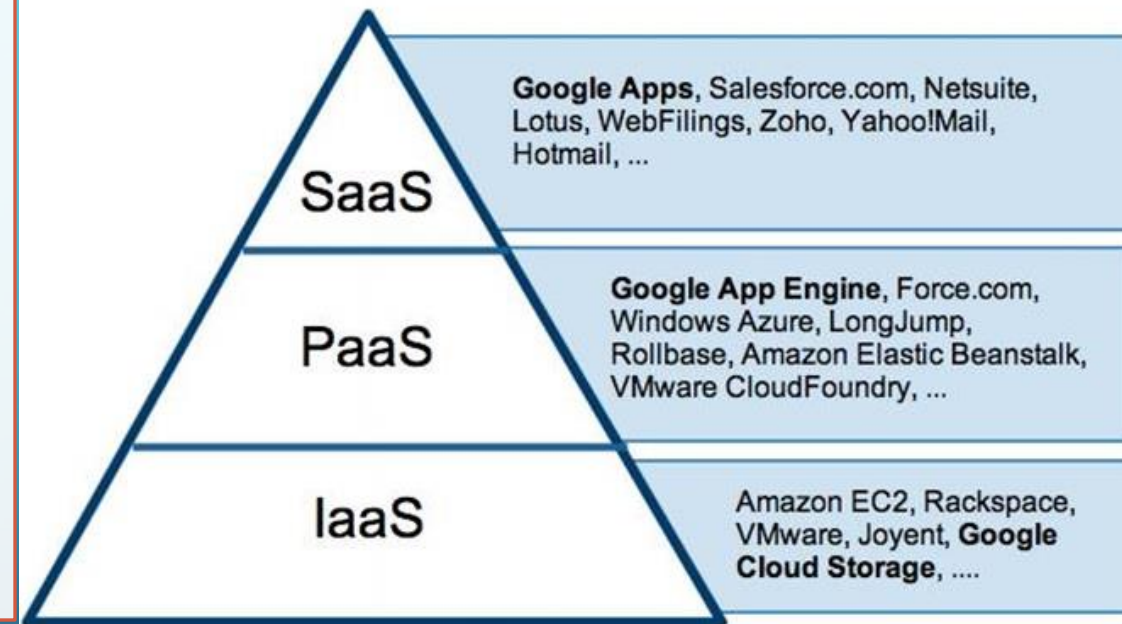 SaaS
Google Apps, Salesforce.com, Netsuite,
Lotus, WebFilings, Zoho, Yahoo!Mail,
Hotmail, ...
PaaS
Google App Engine, Force.com,
Windows Azure, LongJump,
Rollbase, Amazon Elastic Beanstalk,
VMware CloudFoundry, ...
IaaS
Amazon EC2, Rackspace,
VMware, Joyent, Google
Cloud Storage, ....